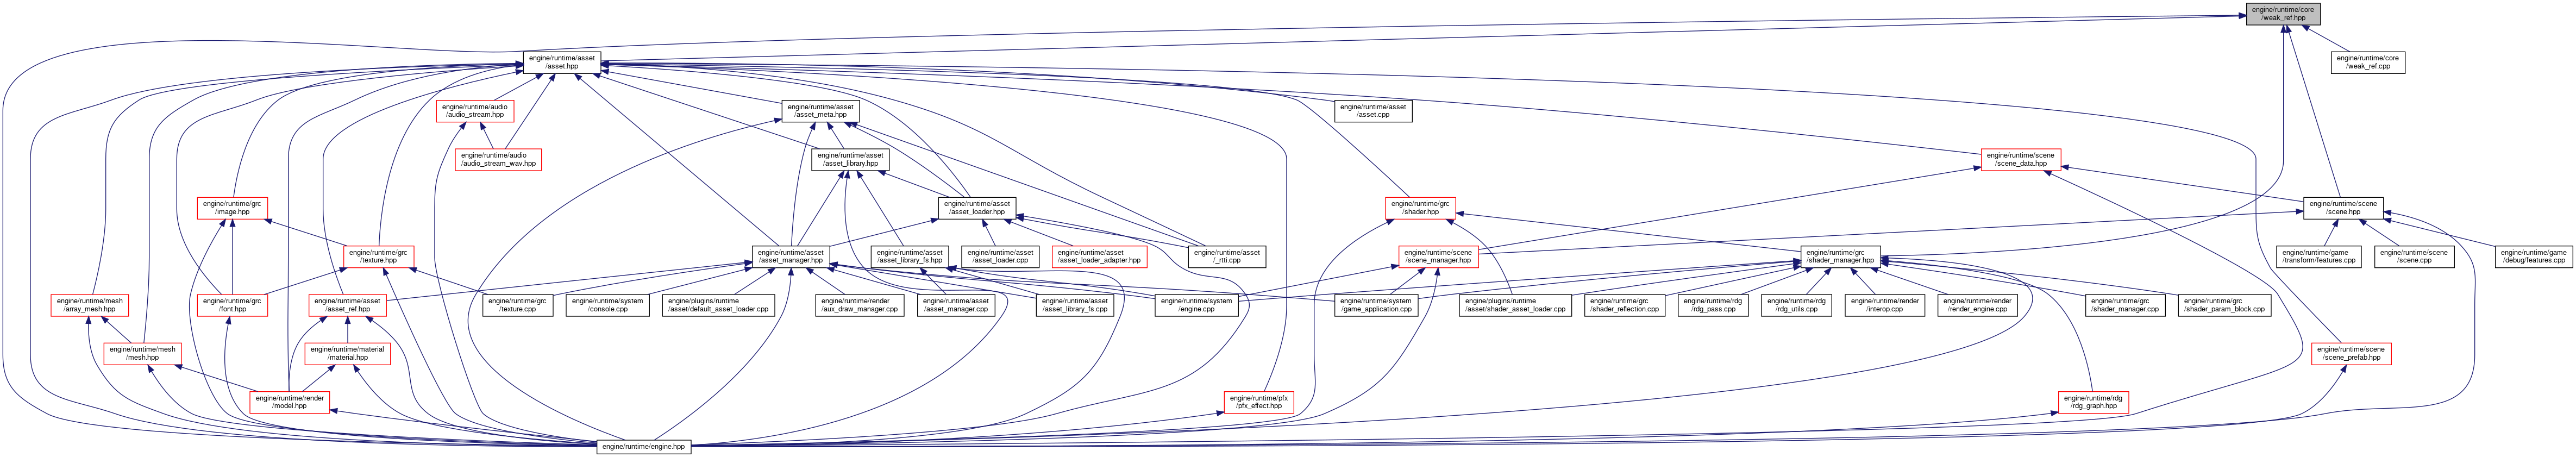 engine/runtime/core
/weak_ref.hpp
engine/runtime/asset
/asset.hpp
engine/runtime/core
/weak_ref.cpp
engine/runtime/audio
/audio_stream.hpp
engine/runtime/asset
/asset_meta.hpp
engine/runtime/asset
/asset.cpp
engine/runtime/audio
/audio_stream_wav.hpp
engine/runtime/asset
/asset_library.hpp
engine/runtime/scene
/scene_data.hpp
engine/runtime/grc
/image.hpp
engine/runtime/asset
/asset_loader.hpp
engine/runtime/grc
/shader.hpp
engine/runtime/scene
/scene.hpp
engine/runtime/grc
/texture.hpp
engine/runtime/asset
/asset_manager.hpp
engine/runtime/asset
/asset_library_fs.hpp
engine/runtime/asset
/asset_loader.cpp
engine/runtime/asset
/asset_loader_adapter.hpp
engine/runtime/asset
/_rtti.cpp
engine/runtime/scene
/scene_manager.hpp
engine/runtime/grc
/shader_manager.hpp
engine/runtime/game
/transform/features.cpp
engine/runtime/scene
/scene.cpp
engine/runtime/game
/debug/features.cpp
engine/runtime/mesh
/array_mesh.hpp
engine/runtime/grc
/font.hpp
engine/runtime/asset
/asset_ref.hpp
engine/runtime/grc
/texture.cpp
engine/runtime/system
/console.cpp
engine/plugins/runtime
/asset/default_asset_loader.cpp
engine/runtime/render
/aux_draw_manager.cpp
engine/runtime/asset
/asset_manager.cpp
engine/runtime/asset
/asset_library_fs.cpp
engine/runtime/system
/engine.cpp
engine/runtime/system
/game_application.cpp
engine/plugins/runtime
/asset/shader_asset_loader.cpp
engine/runtime/grc
/shader_reflection.cpp
engine/runtime/rdg
/rdg_pass.cpp
engine/runtime/rdg
/rdg_utils.cpp
engine/runtime/render
/interop.cpp
engine/runtime/render
/render_engine.cpp
engine/runtime/grc
/shader_manager.cpp
engine/runtime/grc
/shader_param_block.cpp
engine/runtime/mesh
/mesh.hpp
engine/runtime/material
/material.hpp
engine/runtime/scene
/scene_prefab.hpp
engine/runtime/render
/model.hpp
engine/runtime/pfx
/pfx_effect.hpp
engine/runtime/rdg
/rdg_graph.hpp
engine/runtime/engine.hpp